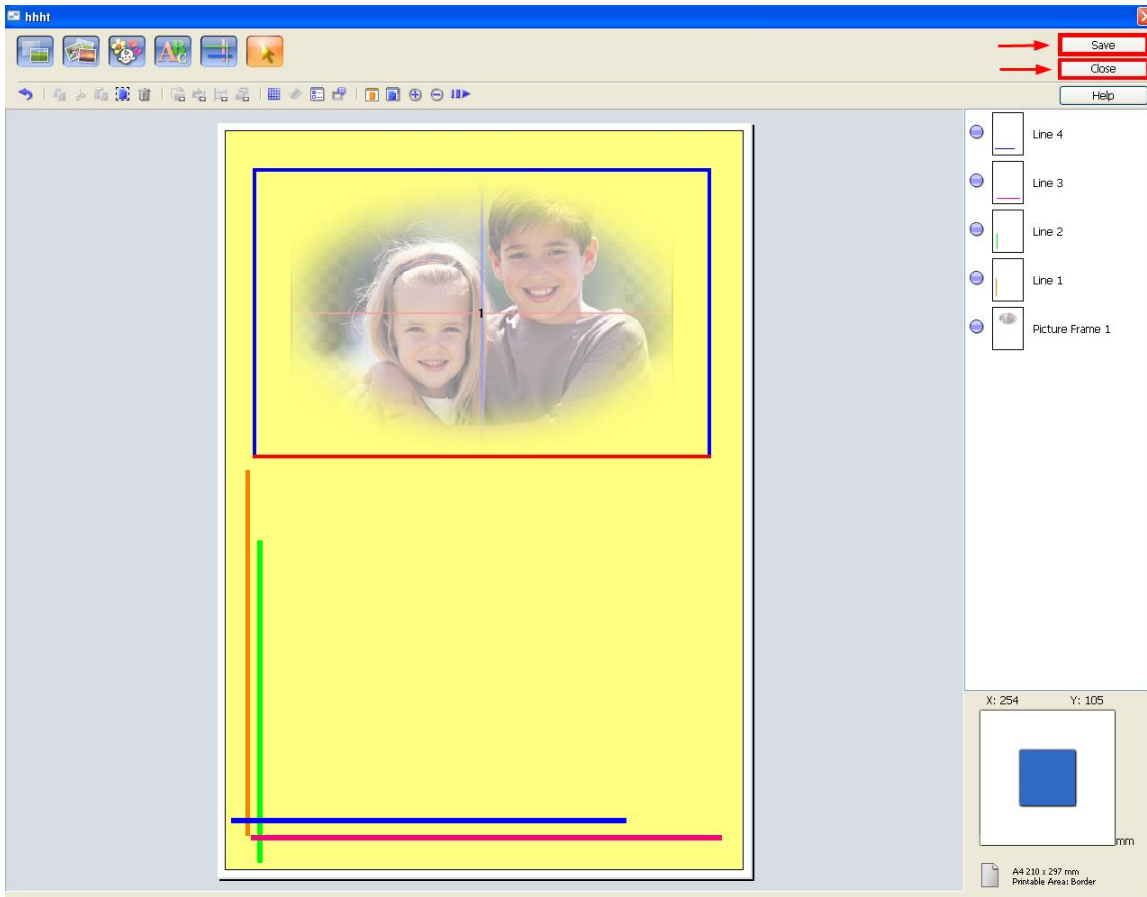 hhht
ABc
Save
Close
Help
Line 4
Line 3
Line 2
Line 1
Picture Frame 1
1
X: 254 Y: 105
mm
A4 210 x 297 mm
Printable Area: Border